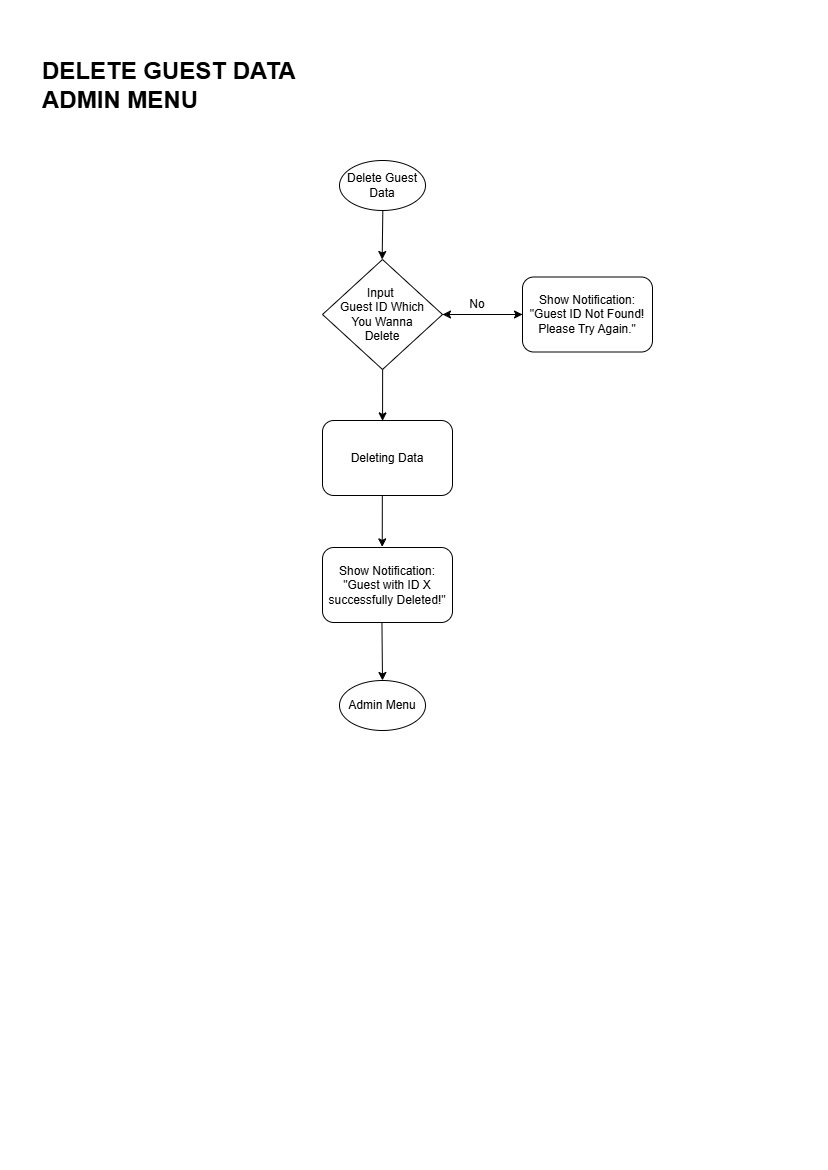 DELETE GUEST DATA
ADMIN MENU
Delete Guest
Data
Input
Guest ID Which
You Wanna
Delete
No
Show Notification:
"Guest ID Not Found!
Please Try Again."
Deleting Data
Show Notification:
"Guest with ID X
successfully Deleted!"
Admin Menu